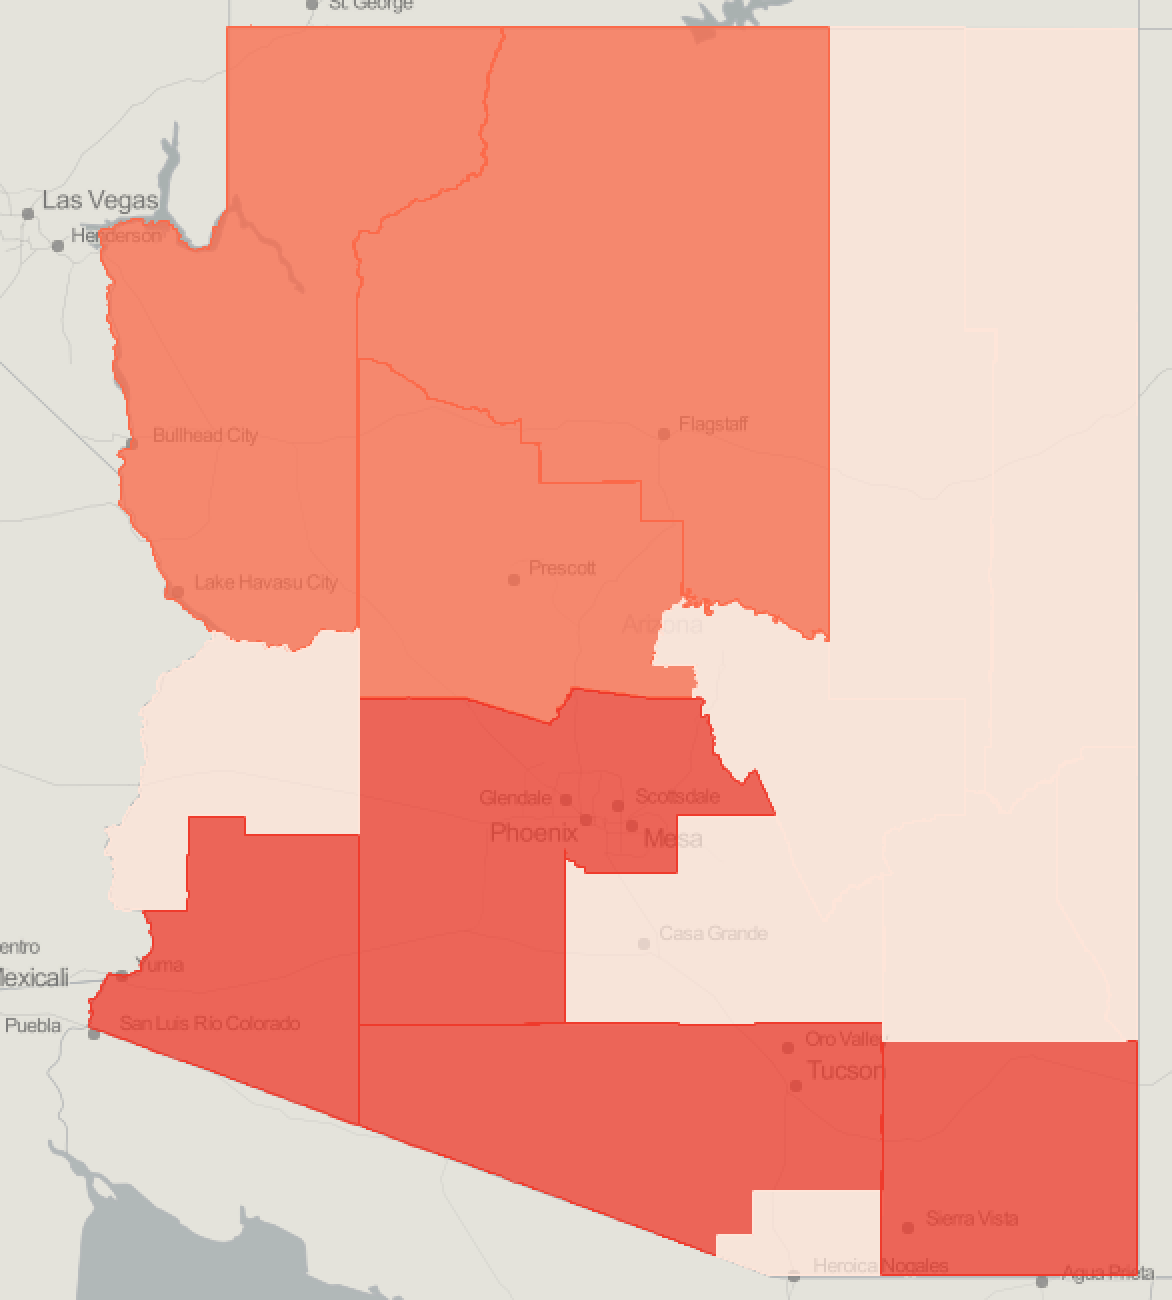 St. George
Las Vegas
Henderson
Bullhead City
Flagstaff
Lake Havasu City
Prescott
Arizona
Glendale
Scottsdale
Phoenix
Mesa
Casa Grande
entro
Mexicali
Yuma
Puebla
San Luis Río Colorado
Oro Valley
Tucson
Sierra Vista
Heroica Nogales
Agua Prieta